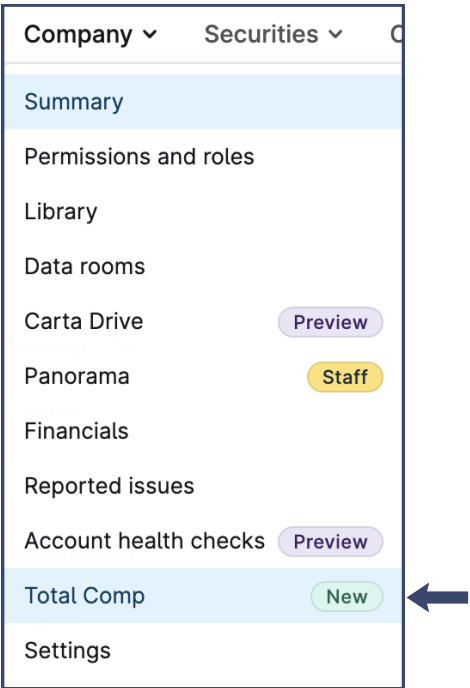 Company Securities
Summary
Permissions and roles
Library
Data rooms
Carta Drive Preview
Panorama Staff
Financials
Reported issues
Account health checks Preview
Total Comp New
Settings